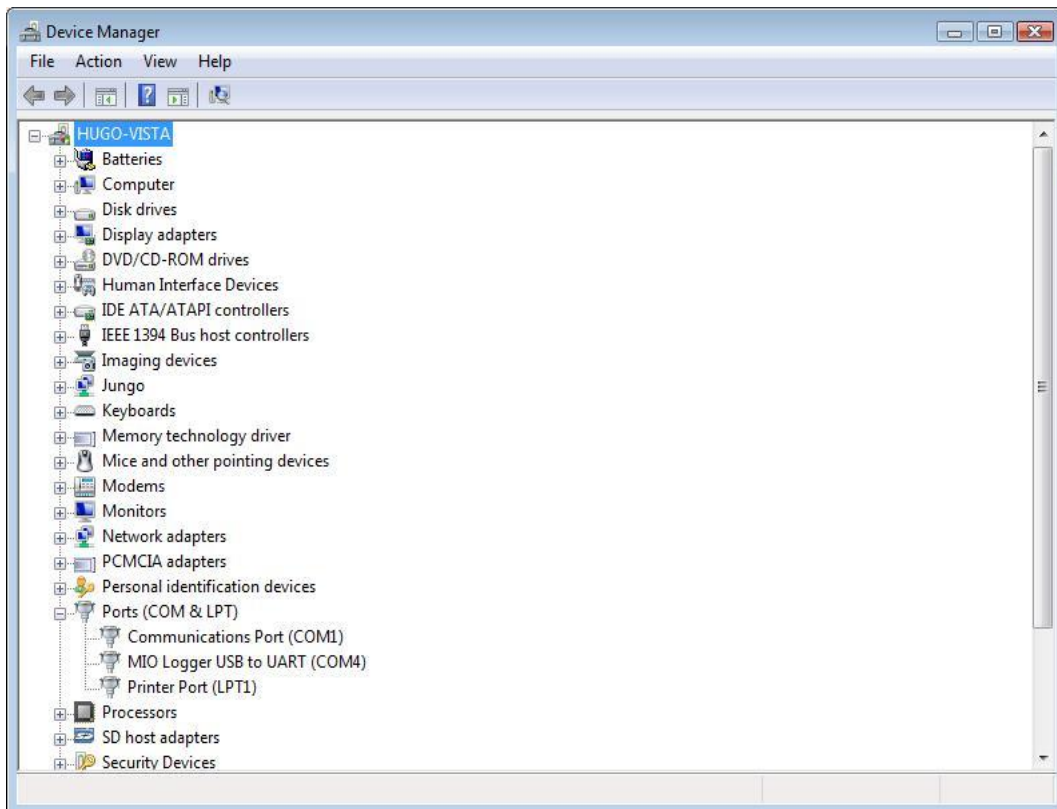 Device Manager
File Action View Help
HUGO-VISTA
Batteries
Computer
Disk drives
Display adapters
DVD/CD-ROM drives
Human Interface Devices
IDE ATA/ATAPI controllers
IEEE 1394 Bus host controllers
Imaging devices
Jungo
Keyboards
Memory technology driver
Mice and other pointing devices
Modems
Monitors
Network adapters
PCMCIA adapters
Personal identification devices
Ports (COM & LPT)
Communications Port (COM1)
MIO Logger USB to UART (COM4)
Printer Port (LPT1)
Processors
SD host adapters
Security Devices